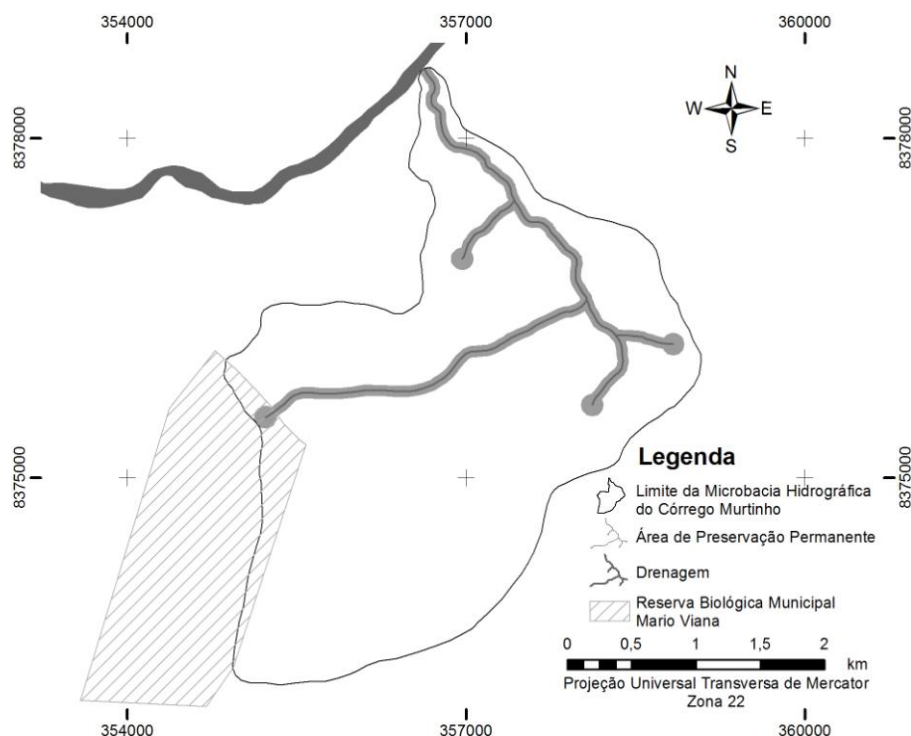 354000 357000 360000
8378000 8378000
N
W E
S
8375000 8375000
Legenda
Limite da Microbacia Hidrográfica
do Córrego Murtinho
Área de Preservação Permanente
Drenagem
Reserva Biológica Municipal
Mario Viana
0 0,5 1 1,5 2
km
Projeção Universal Transversa de Mercator
Zona 22
354000 357000 360000